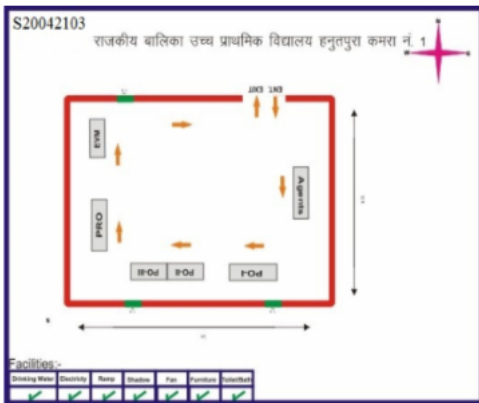 S20042103
राजकीय बालिका उच्च प्राथमिक विद्यालय हनुतपुरा कमरा नं. 1
EXIT ENT.
EVM
Agents
PRO
PO-III PO-II PO-I
Facilities:-
Drinking Water Electricity Ramp Shadow Fan Furniture Toilet/Bath